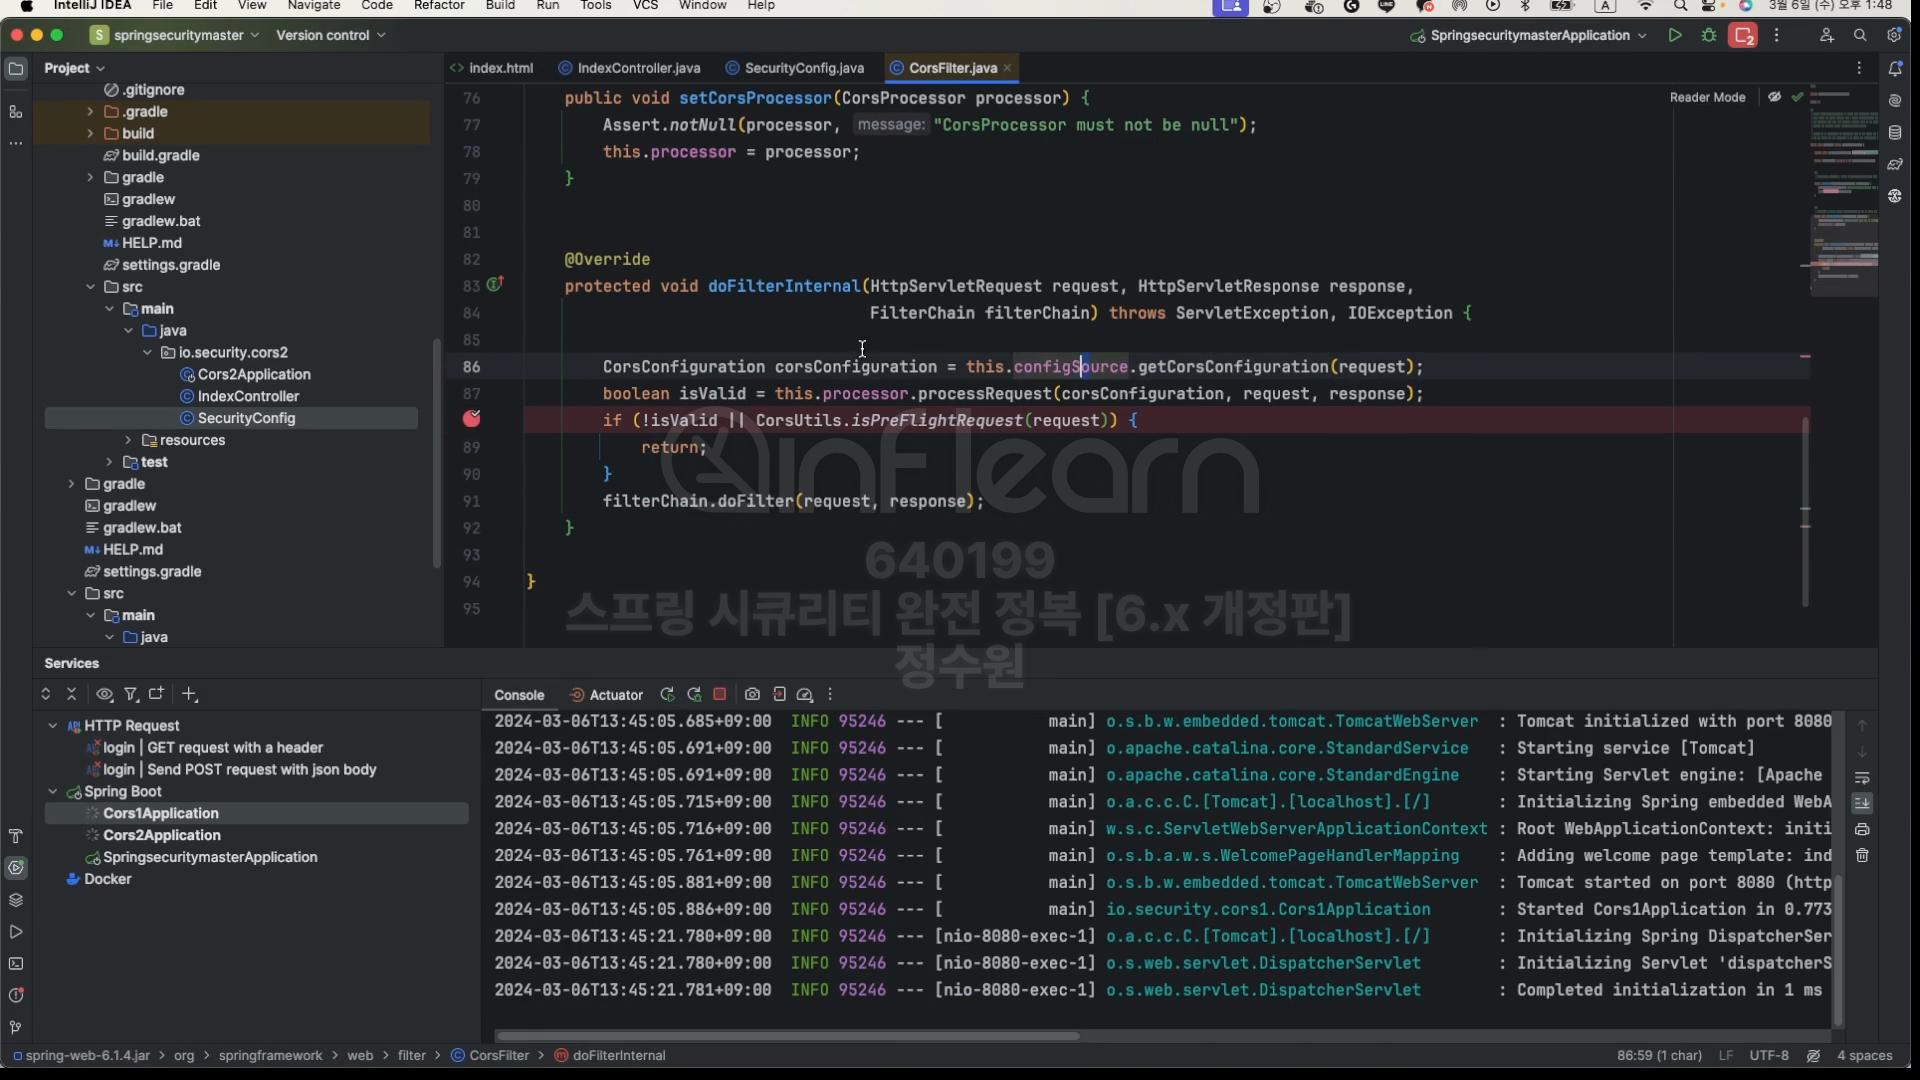 IntelliJ IDEA File Edit View Navigate Code Refactor Build Run Tools VCS Window Help A 3월 6일 (수) 오후 1:48
S springsecuritymaster Version control SpringsecuritymasterApplication 2
Project index.html IndexController.java SecurityConfig.java CorsFilter.java
.gitignore
.gradle
build
build.gradle
gradle
gradlew
gradlew.bat
HELP.md
settings.gradle
src
main
java
io.security.cors2
Cors2Application
IndexController
SecurityConfig
resources
test
gradle
gradlew
gradlew.bat
HELP.md
settings.gradle
src
main
java
Reader Mode
76 public void setCorsProcessor(CorsProcessor processor) {
77 Assert.notNull(processor, message: "CorsProcessor must not be null");
78 this.processor = processor;
79 }
80
81
82 @Override
83 protected void doFilterInternal(HttpServletRequest request, HttpServletResponse response,
84 FilterChain filterChain) throws ServletException, IOException {
85
86 CorsConfiguration corsConfiguration = this.configSource.getCorsConfiguration(request);
87 boolean isValid = this.processor.processRequest(corsConfiguration, request, response);
if (!isValid || CorsUtils.isPreFlightRequest(request)) {
89 return;
90 }
91 filterChain.doFilter(request, response);
92 }
93
94 }
95
inflearn
640199
스프링 시큐리티 완전 정복 [6.x 개정판]
정수원
Services
Console Actuator
HTTP Request
login | GET request with a header
login | Send POST request with json body
Spring Boot
Cors1Application
Cors2Application
SpringsecuritymasterApplication
Docker
2024-03-06T13:45:05.685+09:00 INFO 95246 --- [ main] o.s.b.w.embedded.tomcat.TomcatWebServer : Tomcat initialized with port 8080
2024-03-06T13:45:05.691+09:00 INFO 95246 --- [ main] o.apache.catalina.core.StandardService : Starting service [Tomcat]
2024-03-06T13:45:05.691+09:00 INFO 95246 --- [ main] o.apache.catalina.core.StandardEngine : Starting Servlet engine: [Apache
2024-03-06T13:45:05.715+09:00 INFO 95246 --- [ main] o.a.c.c.C.[Tomcat].[localhost].[/] : Initializing Spring embedded WebA
2024-03-06T13:45:05.716+09:00 INFO 95246 --- [ main] w.s.c.ServletWebServerApplicationContext : Root WebApplicationContext: initi
2024-03-06T13:45:05.761+09:00 INFO 95246 --- [ main] o.s.b.a.w.s.WelcomePageHandlerMapping : Adding welcome page template: ind
2024-03-06T13:45:05.881+09:00 INFO 95246 --- [ main] o.s.b.w.embedded.tomcat.TomcatWebServer : Tomcat started on port 8080 (http
2024-03-06T13:45:05.886+09:00 INFO 95246 --- [ main] io.security.cors1.Cors1Application : Started Cors1Application in 0.773
2024-03-06T13:45:21.780+09:00 INFO 95246 --- [nio-8080-exec-1] o.a.c.c.C.[Tomcat].[localhost].[/] : Initializing Spring DispatcherSer
2024-03-06T13:45:21.780+09:00 INFO 95246 --- [nio-8080-exec-1] o.s.web.servlet.DispatcherServlet : Initializing Servlet 'dispatcherS
2024-03-06T13:45:21.781+09:00 INFO 95246 --- [nio-8080-exec-1] o.s.web.servlet.DispatcherServlet : Completed initialization in 1 ms
spring-web-6.1.4.jar > org > springframework > web > filter > CorsFilter > doFilterInternal 86:59 (1 char) LF UTF-8 4 spaces